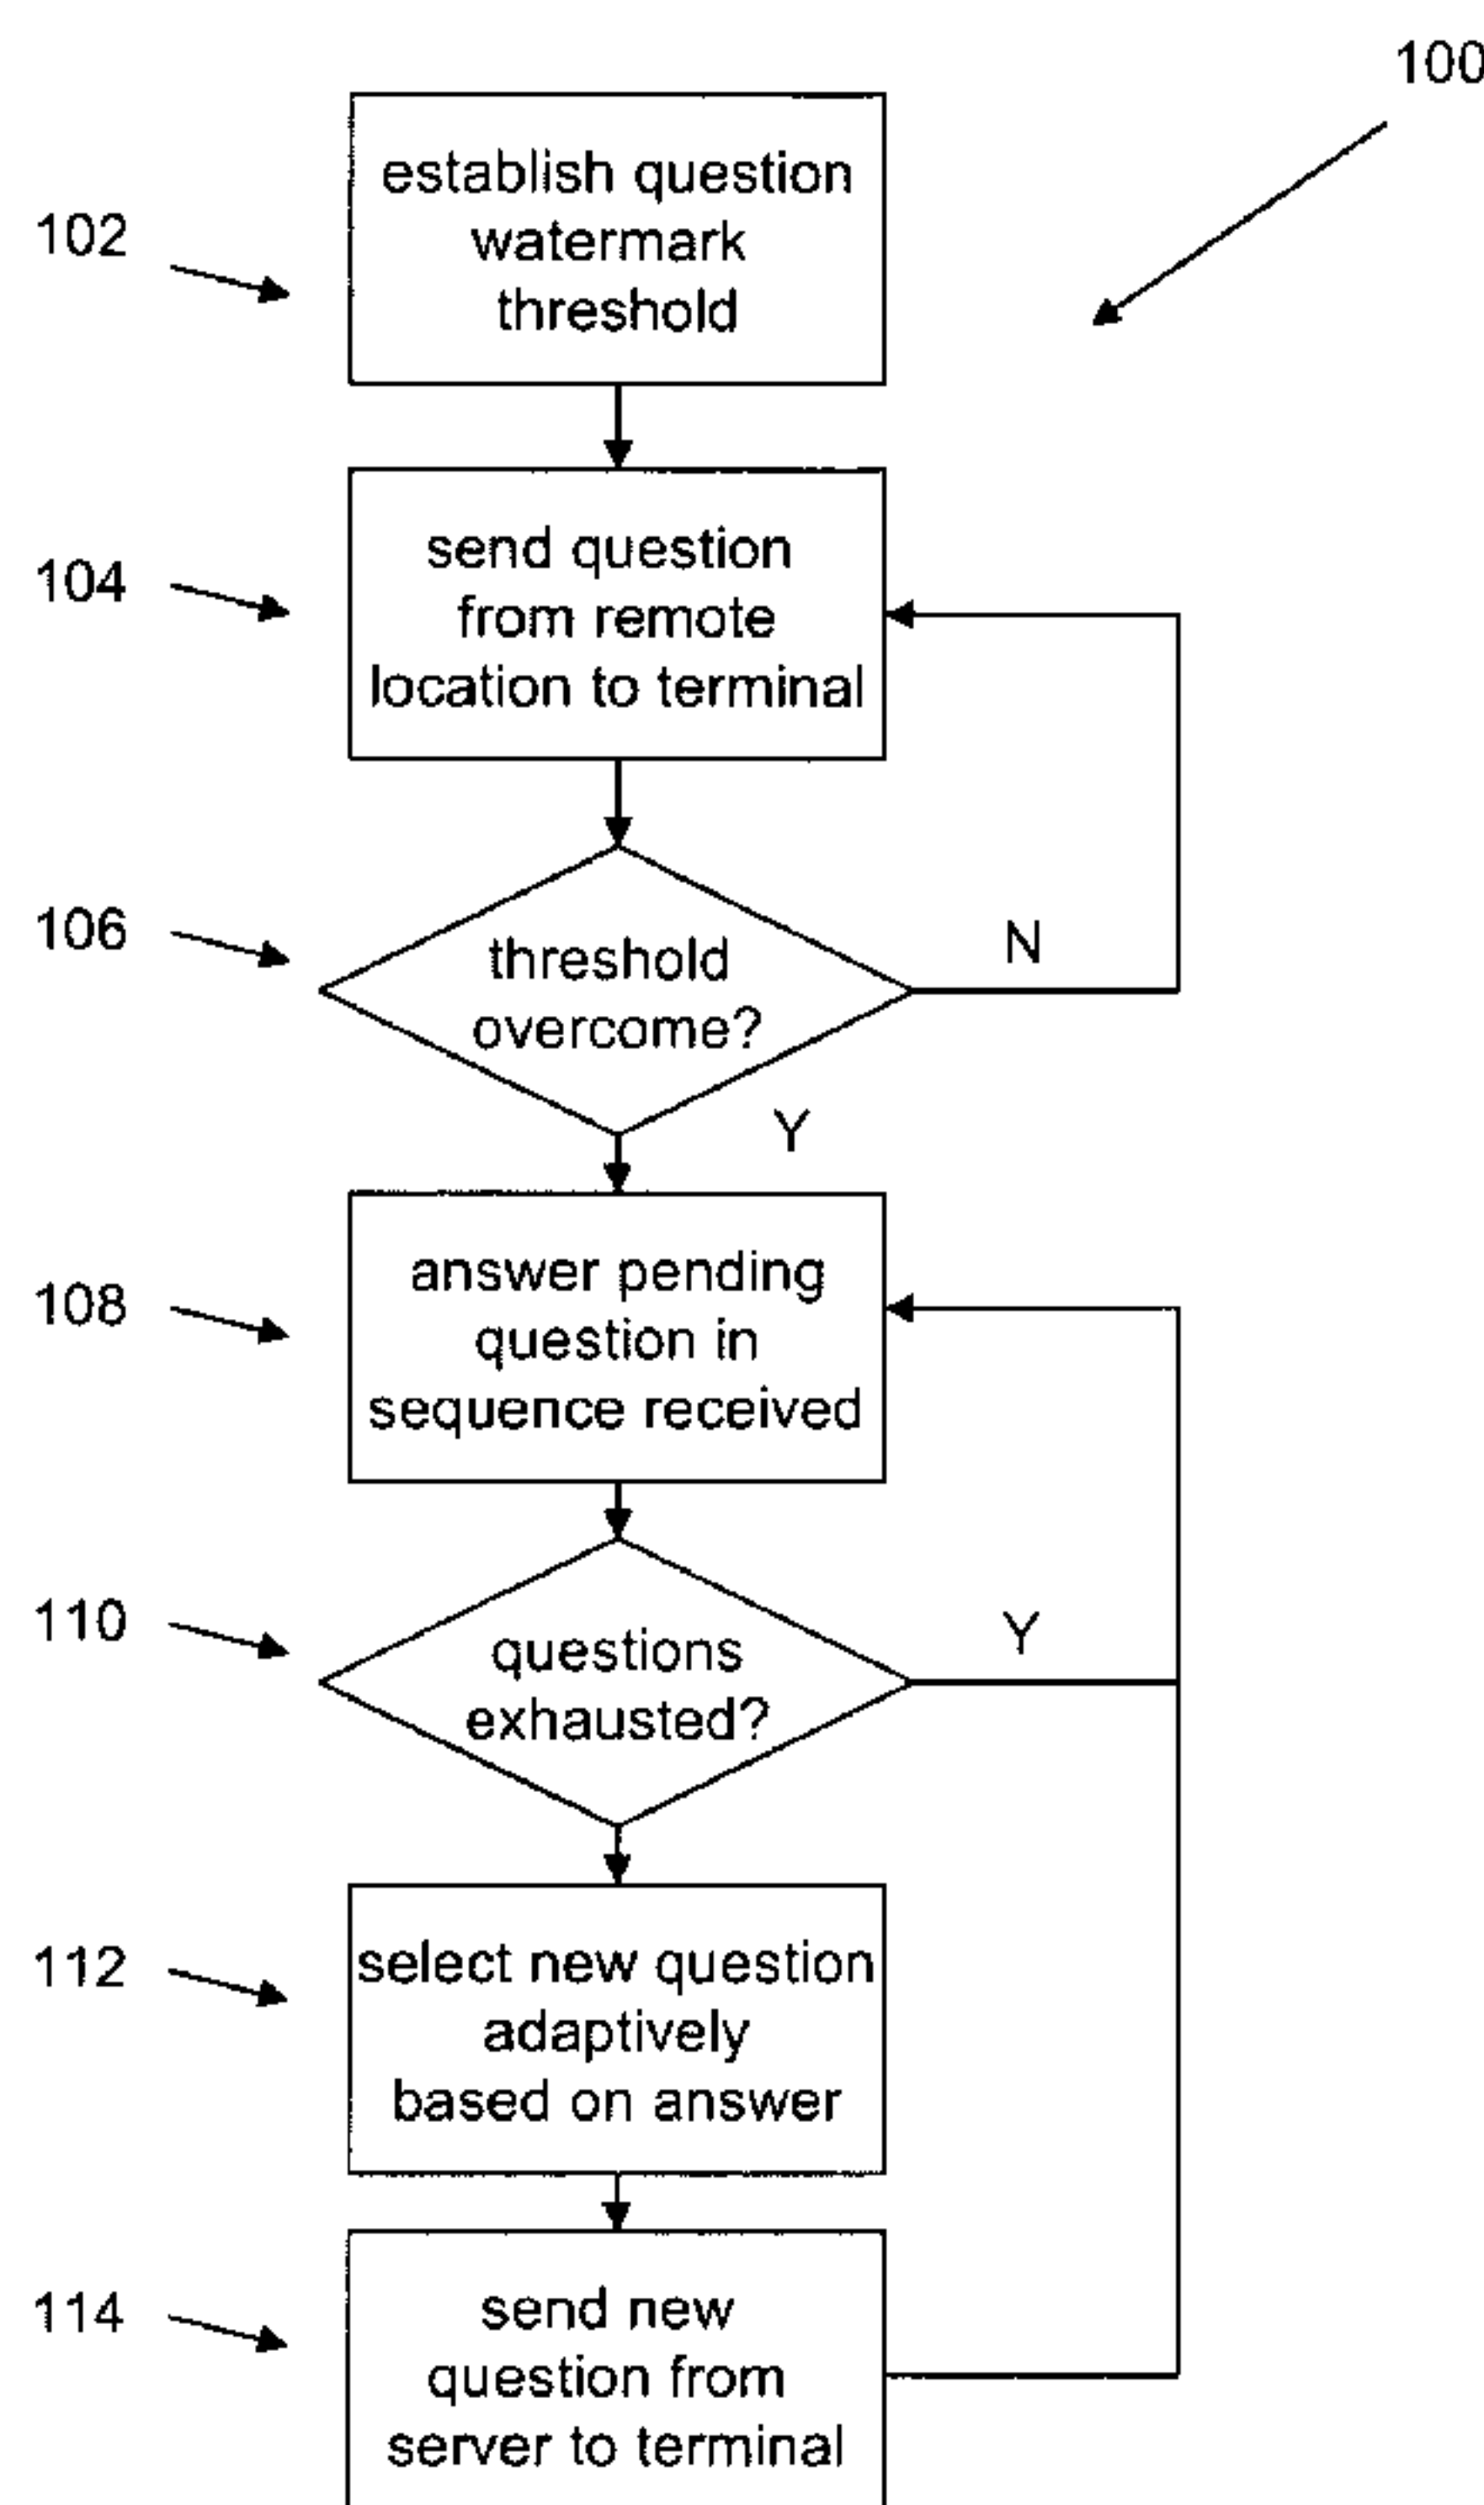 100
102
establish question
watermark
threshold
104
send question
from remote
location to terminal
106
threshold
overcome?
N
Y
108
answer pending
question in
sequence received
110
questions
exhausted?
Y
112
select new question
adaptively
based on answer
114
send new
question from
server to terminal